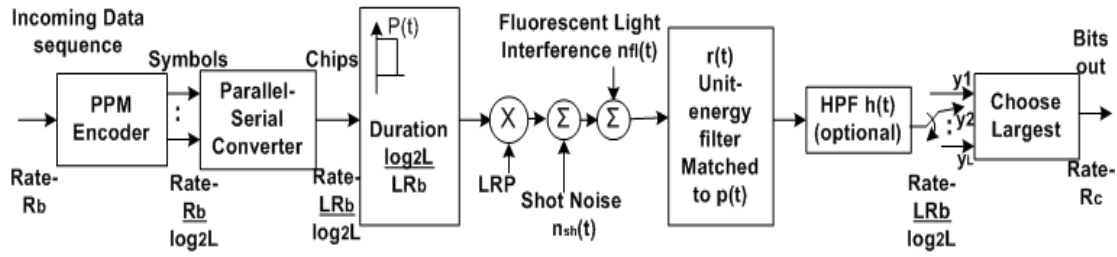 Incoming Data
sequence
PPM
Encoder
Rate-
Rb
Symbols
:
Rate-
Rb
log2L
Parallel-
Serial
Converter
Chips
Rate-
LRb
log2L
P(t)
Duration
log2L
LRb
X
LRP
Σ
Shot Noise
nsh(t)
Fluorescent Light
Interference nfl(t)
Σ
r(t)
Unit-
energy
filter
Matched
to p(t)
HPF h(t)
(optional)
Rate-
LRb
log2L
y1
y2
:
yL
Choose
Largest
Bits
out
Rate-
Rc